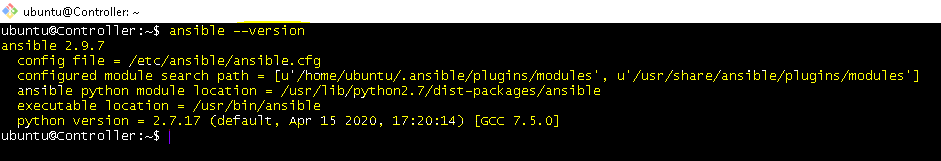 ubuntu@Controller: ~
ubuntu@Controller:~$ ansible --version
ansible 2.9.7
  config file = /etc/ansible/ansible.cfg
  configured module search path = [u'/home/ubuntu/.ansible/plugins/modules', u'/usr/share/ansible/plugins/modules']
  ansible python module location = /usr/lib/python2.7/dist-packages/ansible
  executable location = /usr/bin/ansible
  python version = 2.7.17 (default, Apr 15 2020, 17:20:14) [GCC 7.5.0]
ubuntu@Controller:~$